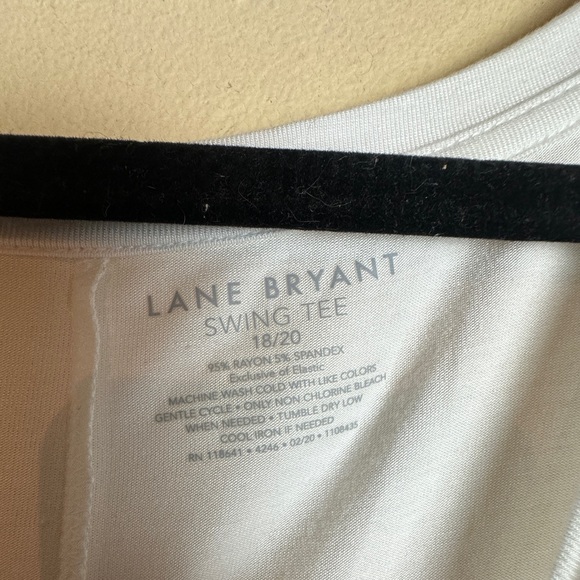 LANE BRYANT
SWING TEE
18/20
95% RAYON 5% SPANDEX
Exclusive of Elastic
MACHINE WASH COLD WITH LIKE COLORS
GENTLE CYCLE • ONLY NON CHLORINE BLEACH
WHEN NEEDED • TUMBLE DRY LOW
COOL IRON IF NEEDED
RN 118641 • 4246 • 02/20 • 1108435